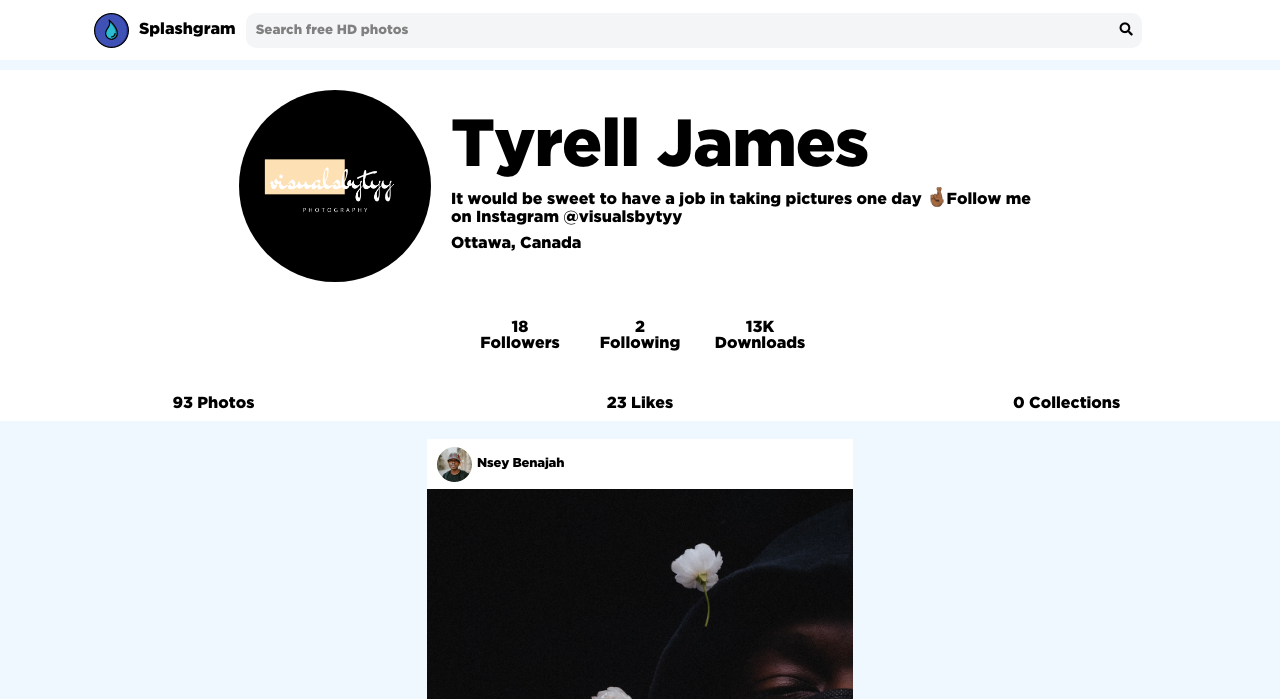 Splashgram
Search free HD photos
visualsbytyy
PHOTOGRAPHY
Tyrell James
It would be sweet to have a job in taking pictures one day 🤞🏾Follow me
on Instagram @visualsbytyy
Ottawa, Canada
18
Followers
2
Following
13K
Downloads
93 Photos
23 Likes
0 Collections
Nsey Benajah